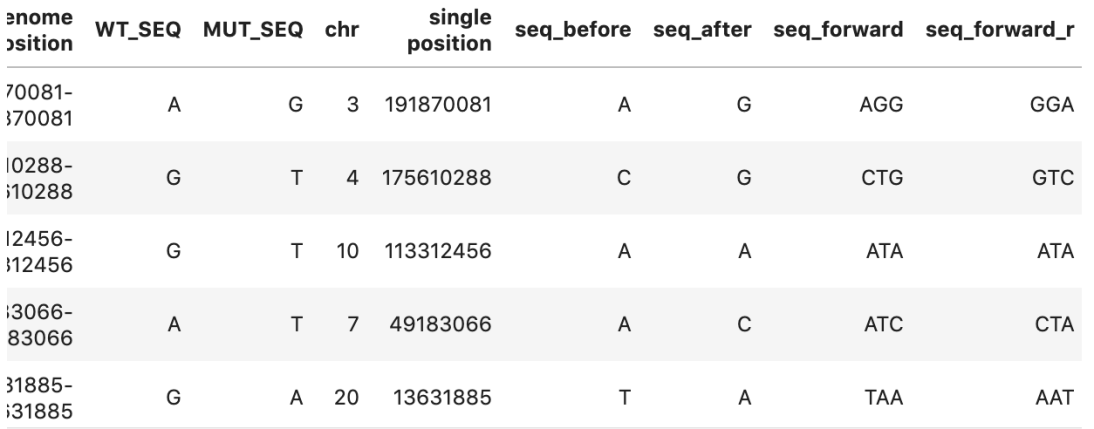 enome position WT_SEQ MUT_SEQ chr single position seq_before seq_after seq_forward seq_forward_r
70081-370081 A G 3 191870081 A G AGG GGA
10288-610288 G T 4 175610288 C G CTG GTC
12456-312456 G T 10 113312456 A A ATA ATA
33066-83066 A T 7 49183066 A C ATC CTA
31885-631885 G A 20 13631885 T A TAA AAT